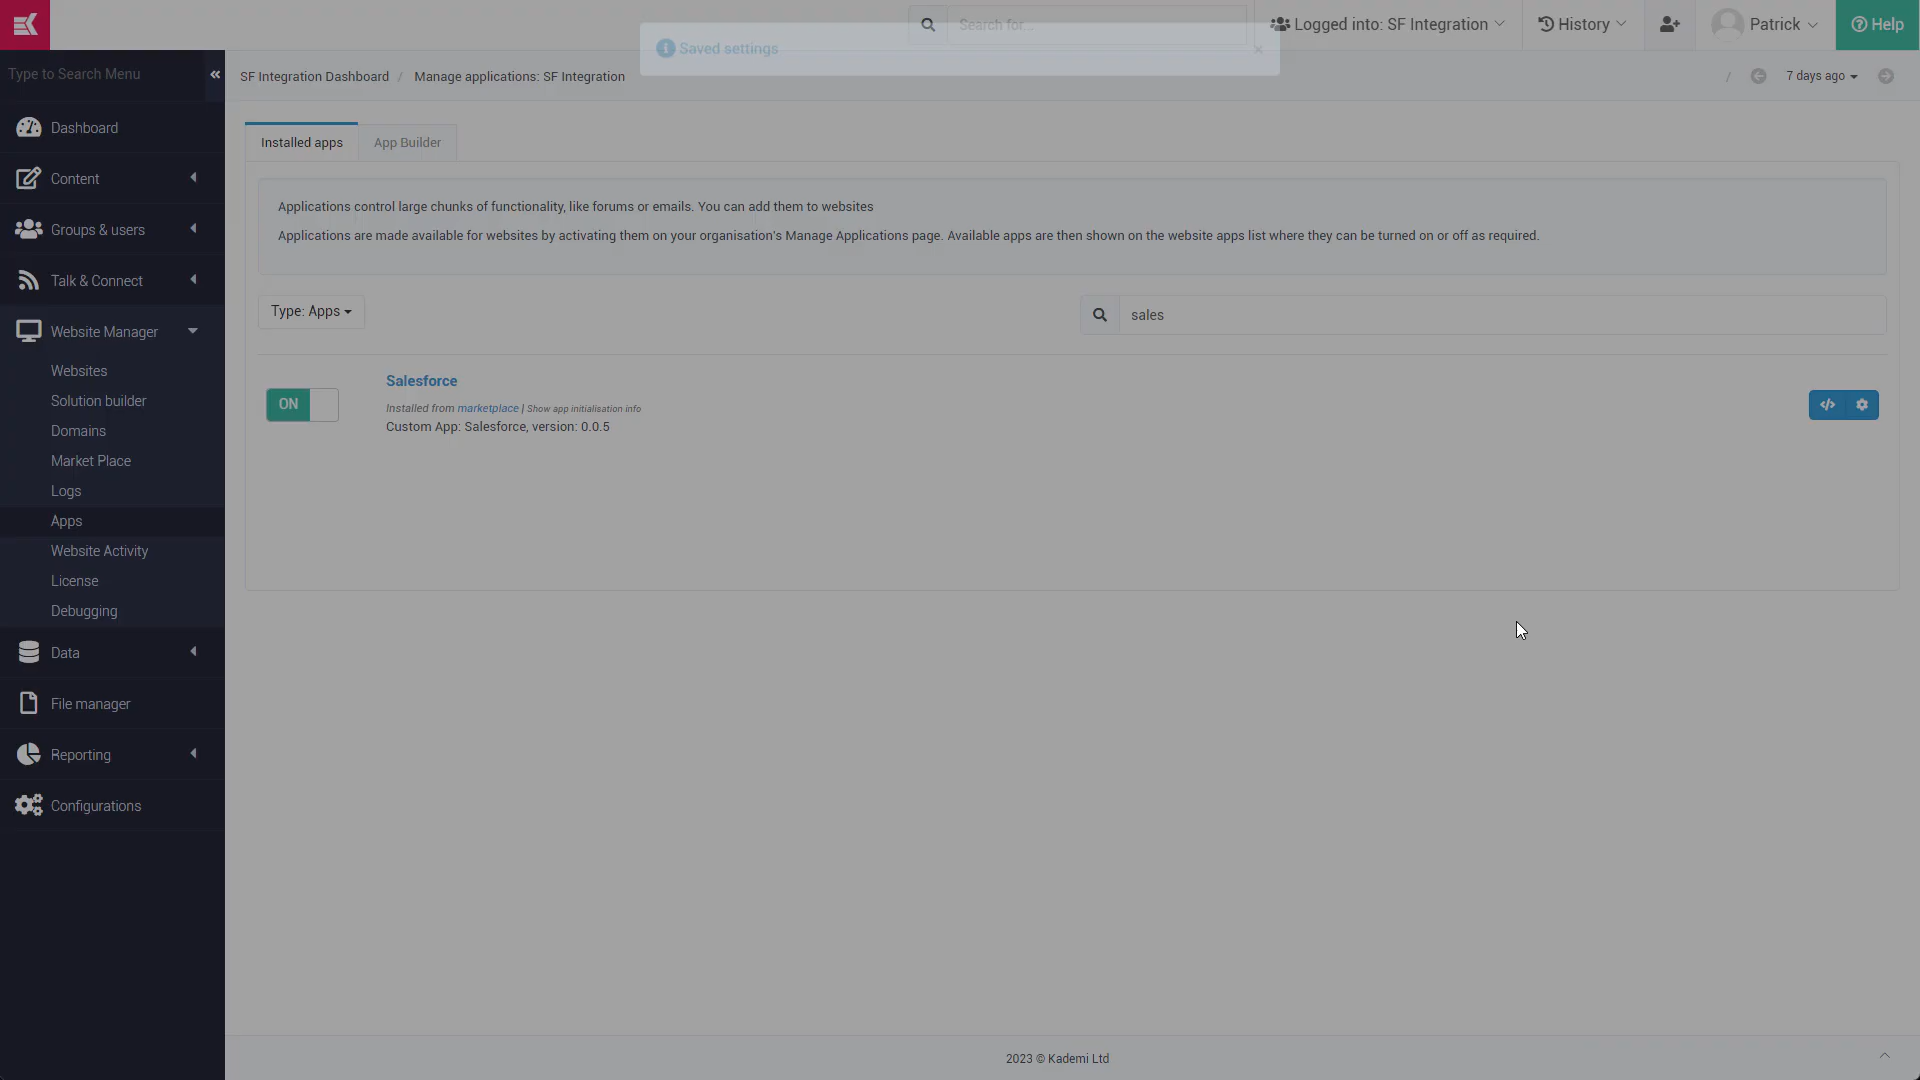 Search for...
Logged into: SF Integration
History
Patrick
Help
Saved settings
×
Type to Search Menu
«
SF Integration Dashboard / Manage applications: SF Integration
/
7 days ago
Dashboard
Content
Groups & users
Talk & Connect
Website Manager
Websites
Solution builder
Domains
Market Place
Logs
Apps
Website Activity
License
Debugging
Data
File manager
Reporting
Configurations
Installed apps
App Builder
Applications control large chunks of functionality, like forums or emails. You can add them to websites
Applications are made available for websites by activating them on your organisation's Manage Applications page. Available apps are then shown on the website apps list where they can be turned on or off as required.
Type: Apps
sales
ON
Salesforce
Installed from marketplace | Show app initialisation info
Custom App: Salesforce, version: 0.0.5
2023 © Kademi Ltd